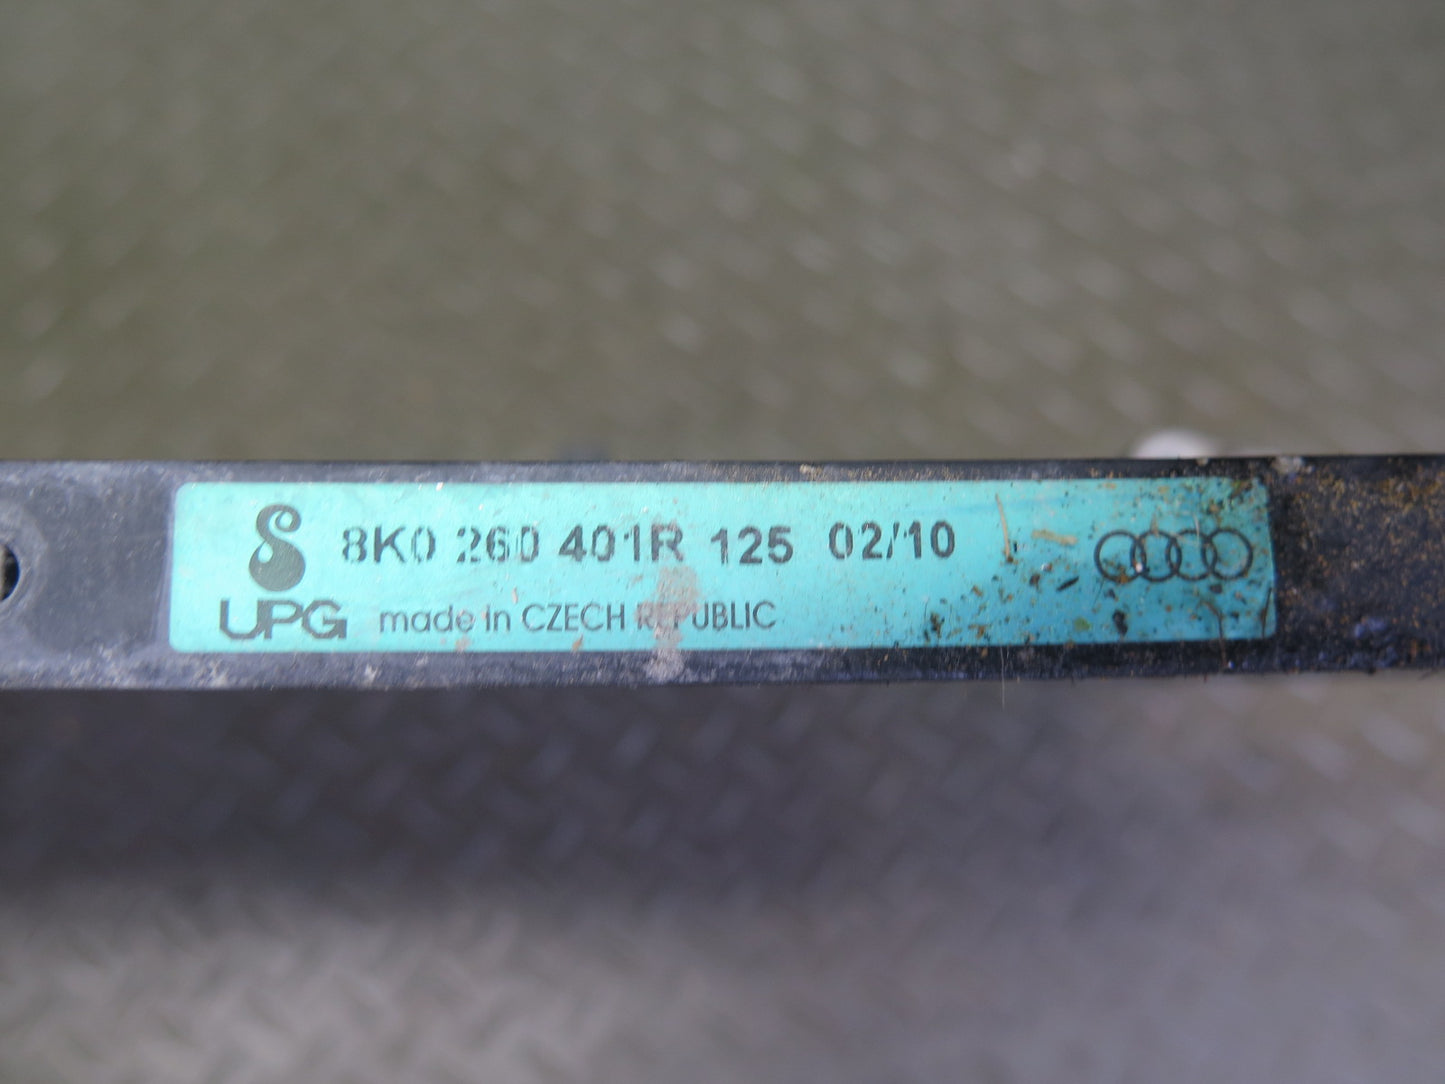 8K0 260 401R 125 02/10
UPG made in CZECH REPUBLIC